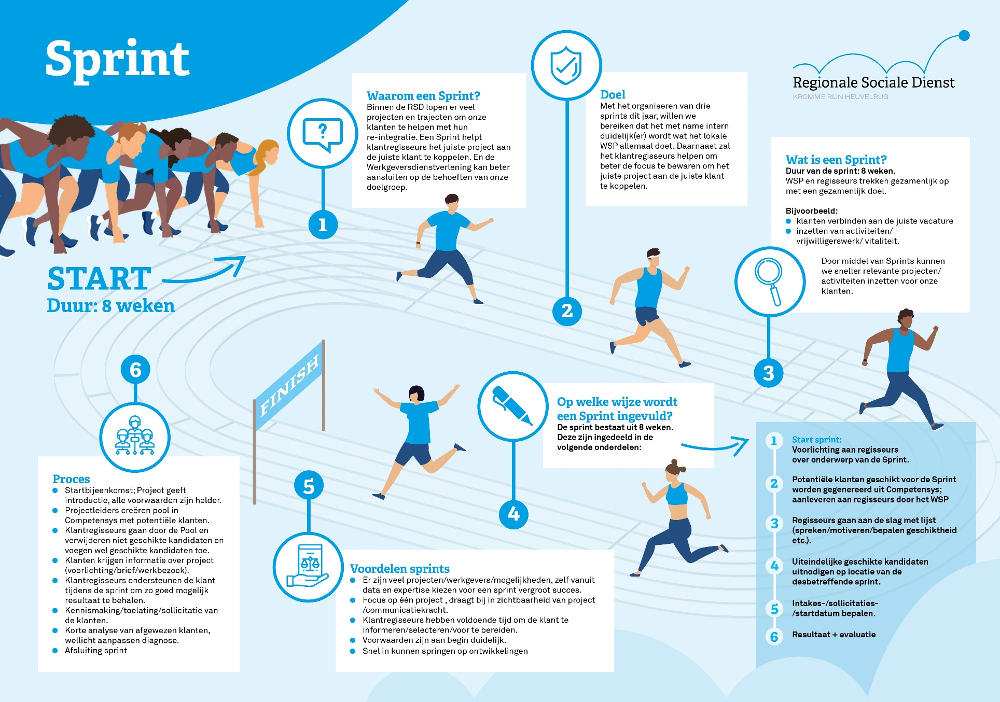 Sprint
Regionale Sociale Dienst
KROMME RIJN HEUVELRUG
START
Duur: 8 weken
?
1
Waarom een Sprint?
Binnen de RSD lopen er veel
projecten en trajecten om onze
klanten te helpen met hun
re-integratie. Een Sprint helpt
klantregisseurs het juiste project aan
de juiste klant te koppelen. En de
Werkgeversdienstverlening kan beter
aansluiten op de behoeften van onze
doelgroep.
2
Doel
Met het organiseren van drie
sprints dit jaar, willen we
bereiken dat het met name intern
duidelijk(er) wordt wat het lokale
WSP allemaal doet. Daarnaast zal
het klantregisseurs helpen om
beter de focus te bewaren om het
juiste project aan de juiste klant
te koppelen.
3
Wat is een Sprint?
Duur van de sprint: 8 weken.
WSP en regisseurs trekken gezamenlijk op
met een gezamenlijk doel.
Bijvoorbeeld:
klanten verbinden aan de juiste vacature
inzetten van activiteiten/
vrijwilligerswerk/ vitaliteit.
Door middel van Sprints kunnen
we sneller relevante projecten/
activiteiten inzetten voor onze
klanten.
4
Op welke wijze wordt
een Sprint ingevuld?
De sprint bestaat uit 8 weken.
Deze zijn ingedeeld in de
volgende onderdelen:
1 Start sprint:
Voorlichting aan regisseurs
over onderwerp van de Sprint.
2 Potentiële klanten geschikt voor de Sprint
worden gegenereerd uit Competensys;
aanleveren aan regisseurs door het WSP
3 Regisseurs gaan aan de slag met lijst
(spreken/motiveren/bepalen geschiktheid
etc.).
4 Uiteindelijke geschikte kandidaten
uitnodigen op locatie van de
desbetreffende sprint.
5 Intakes-/sollicitaties-
/startdatum bepalen.
6 Resultaat + evaluatie
5
Voordelen sprints
Er zijn veel projecten/werkgevers/mogelijkheden, zelf vanuit
data en expertise kiezen voor een sprint vergroot succes.
Focus op één project , draagt bij in zichtbaarheid van project
/communicatiekracht.
Klantregisseurs hebben voldoende tijd om de klant te
informeren/selecteren/voor te bereiden.
Voorwaarden zijn aan begin duidelijk.
Snel in kunnen springen op ontwikkelingen
6
Proces
Startbijeenkomst; Project geeft
introductie, alle voorwaarden zijn helder.
Projectleiders creëren pool in
Competensys met potentiële klanten.
Klantregisseurs gaan door de Pool en
verwijderen niet geschikte kandidaten en
voegen wel geschikte kandidaten toe.
Klanten krijgen informatie over project
(voorlichting/brief/werkbezoek).
Klantregisseurs ondersteunen de klant
tijdens de sprint om zo goed mogelijk
resultaat te behalen.
Kennismaking/toelating/sollicitatie van
de klanten.
Korte analyse van afgewezen klanten,
wellicht aanpassen diagnose.
Afsluiting sprint
FINISH